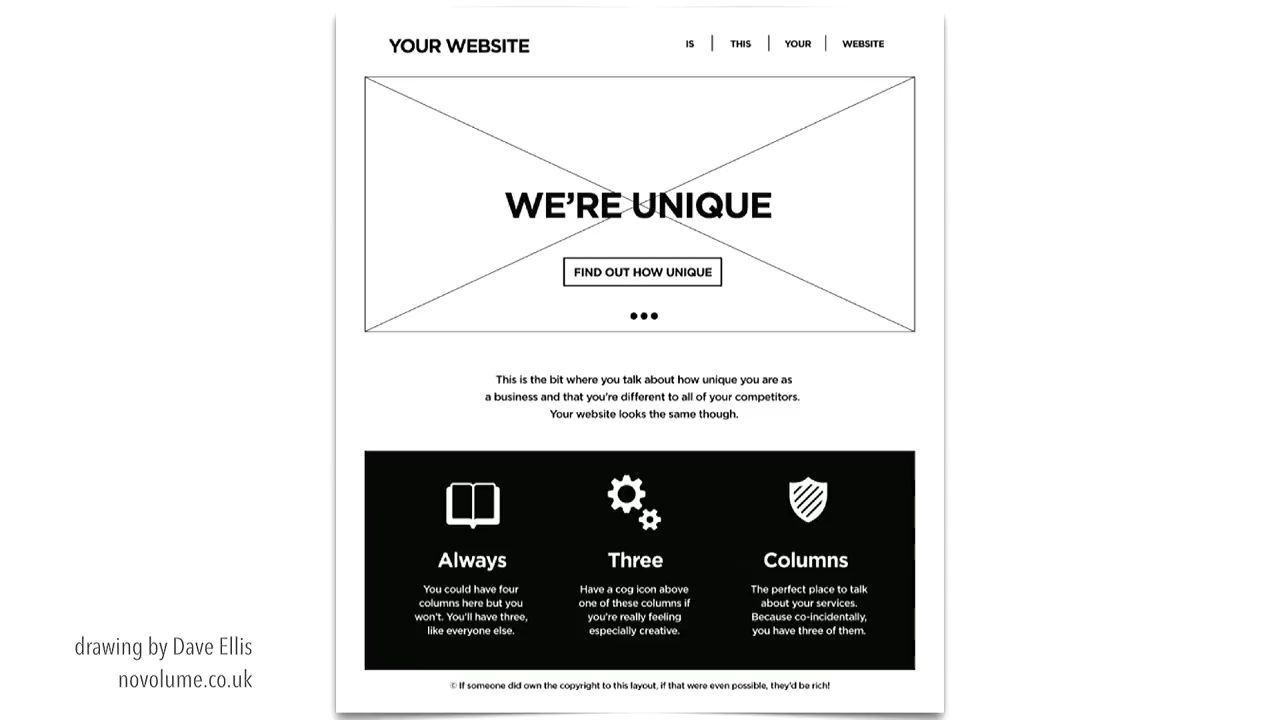 YOUR WEBSITE
IS | THIS | YOUR | WEBSITE
WE’RE UNIQUE
FIND OUT HOW UNIQUE
This is the bit where you talk about how unique you are as
a business and that you’re different to all of your competitors.
Your website looks the same though.
Always
You could have four
columns here but you
won’t. You’ll have three,
like everyone else.
Three
Have a cog icon above
one of these columns if
you’re really feeling
especially creative.
Columns
The perfect place to talk
about your services.
Because co-incidentally,
you have three of them.
© If someone did own the copyright to this layout, if that were even possible, they’d be rich!
drawing by Dave Ellis
novolume.co.uk